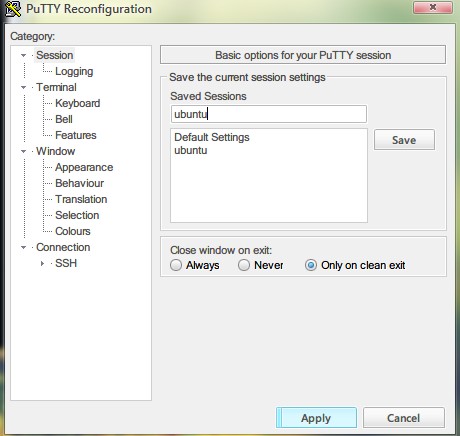 PuTTY Reconfiguration
Category:
Session
Logging
Terminal
Keyboard
Bell
Features
Window
Appearance
Behaviour
Translation
Selection
Colours
Connection
SSH
Basic options for your PuTTY session
Save the current session settings
Saved Sessions
ubuntu
Default Settings
ubuntu
Save
Close window on exit:
Always Never Only on clean exit
Apply Cancel